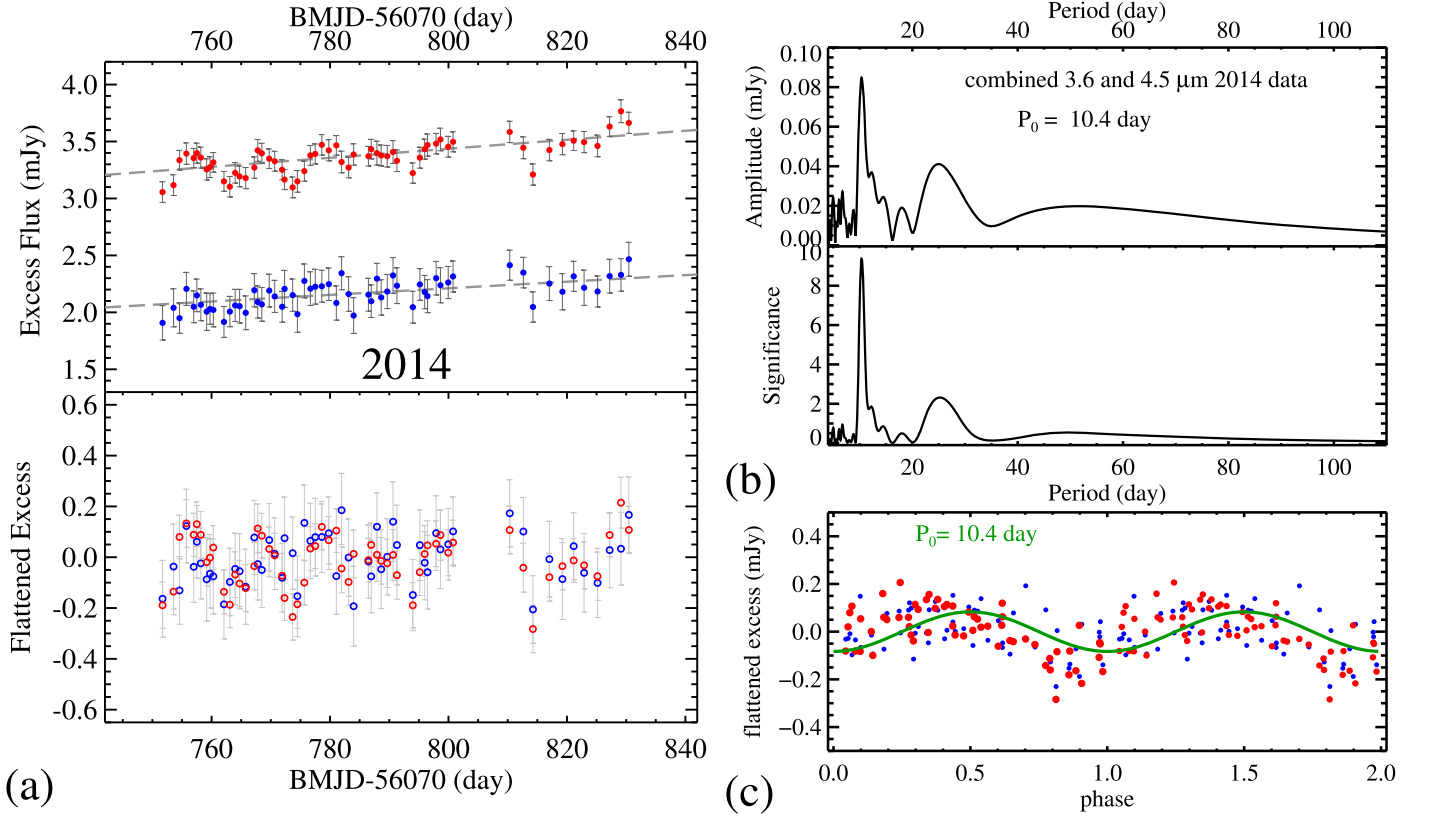 BMJD-56070 (day)
760 780 800 820 840
4.0
3.5
3.0
2.5
2.0
1.5
Excess Flux (mJy)
2014
0.6
0.4
0.2
0.0
−0.2
−0.4
−0.6
Flattened Excess
760 780 800 820 840
BMJD-56070 (day)
(a)
Period (day)
20 40 60 80 100
0.10
0.08
0.06
0.04
0.02
0.00
Amplitude (mJy)
combined 3.6 and 4.5 μm 2014 data
P₀ = 10.4 day
10
8
6
4
2
0
Significance
20 40 60 80 100
Period (day)
(b)
0.4
0.2
0.0
−0.2
−0.4
flattened excess (mJy)
P₀= 10.4 day
0.0 0.5 1.0 1.5 2.0
phase
(c)